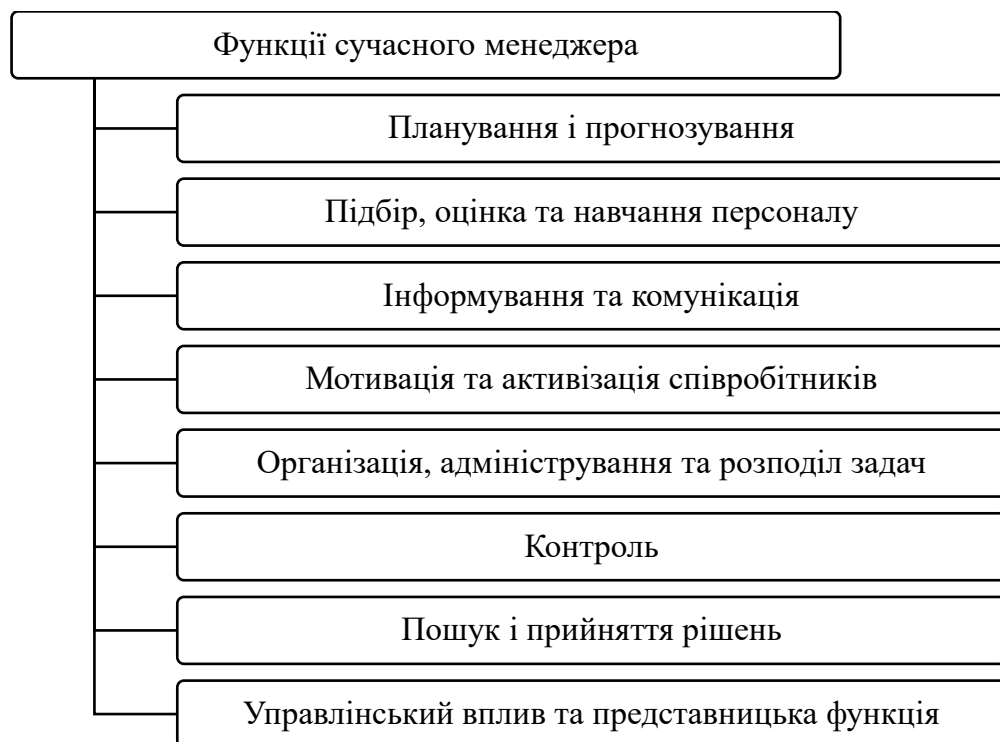 Функції сучасного менеджера
Планування і прогнозування
Підбір, оцінка та навчання персоналу
Інформування та комунікація
Мотивація та активізація співробітників
Організація, адміністрування та розподіл задач
Контроль
Пошук і прийняття рішень
Управлінський вплив та представницька функція